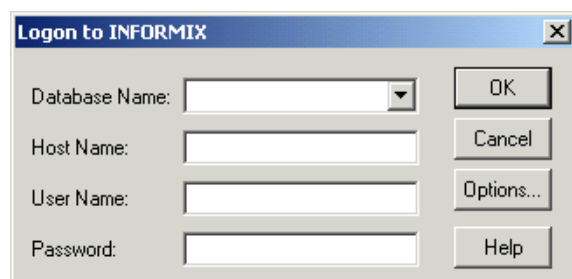 Logon to INFORMIX
Database Name:
OK
Host Name:
Cancel
User Name:
Options...
Password:
Help